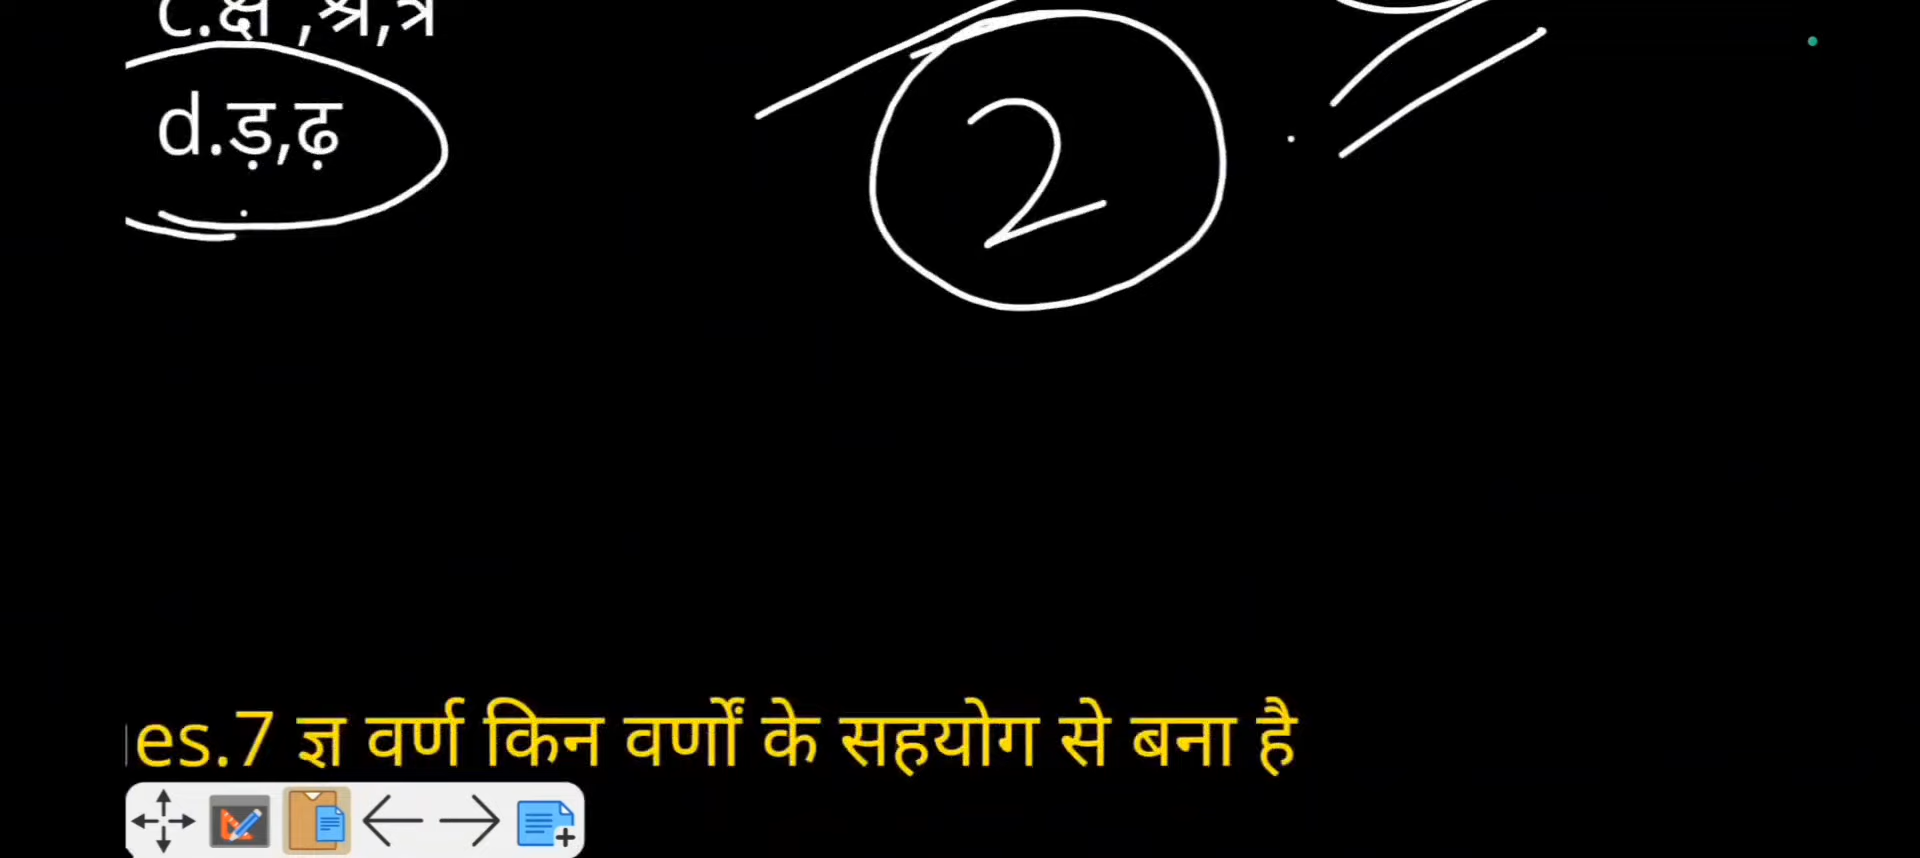 c.क्ष ,श्र,त्र
d.ड़,ढ़
2
es.7 ज्ञ वर्ण किन वर्णों के सहयोग से बना है